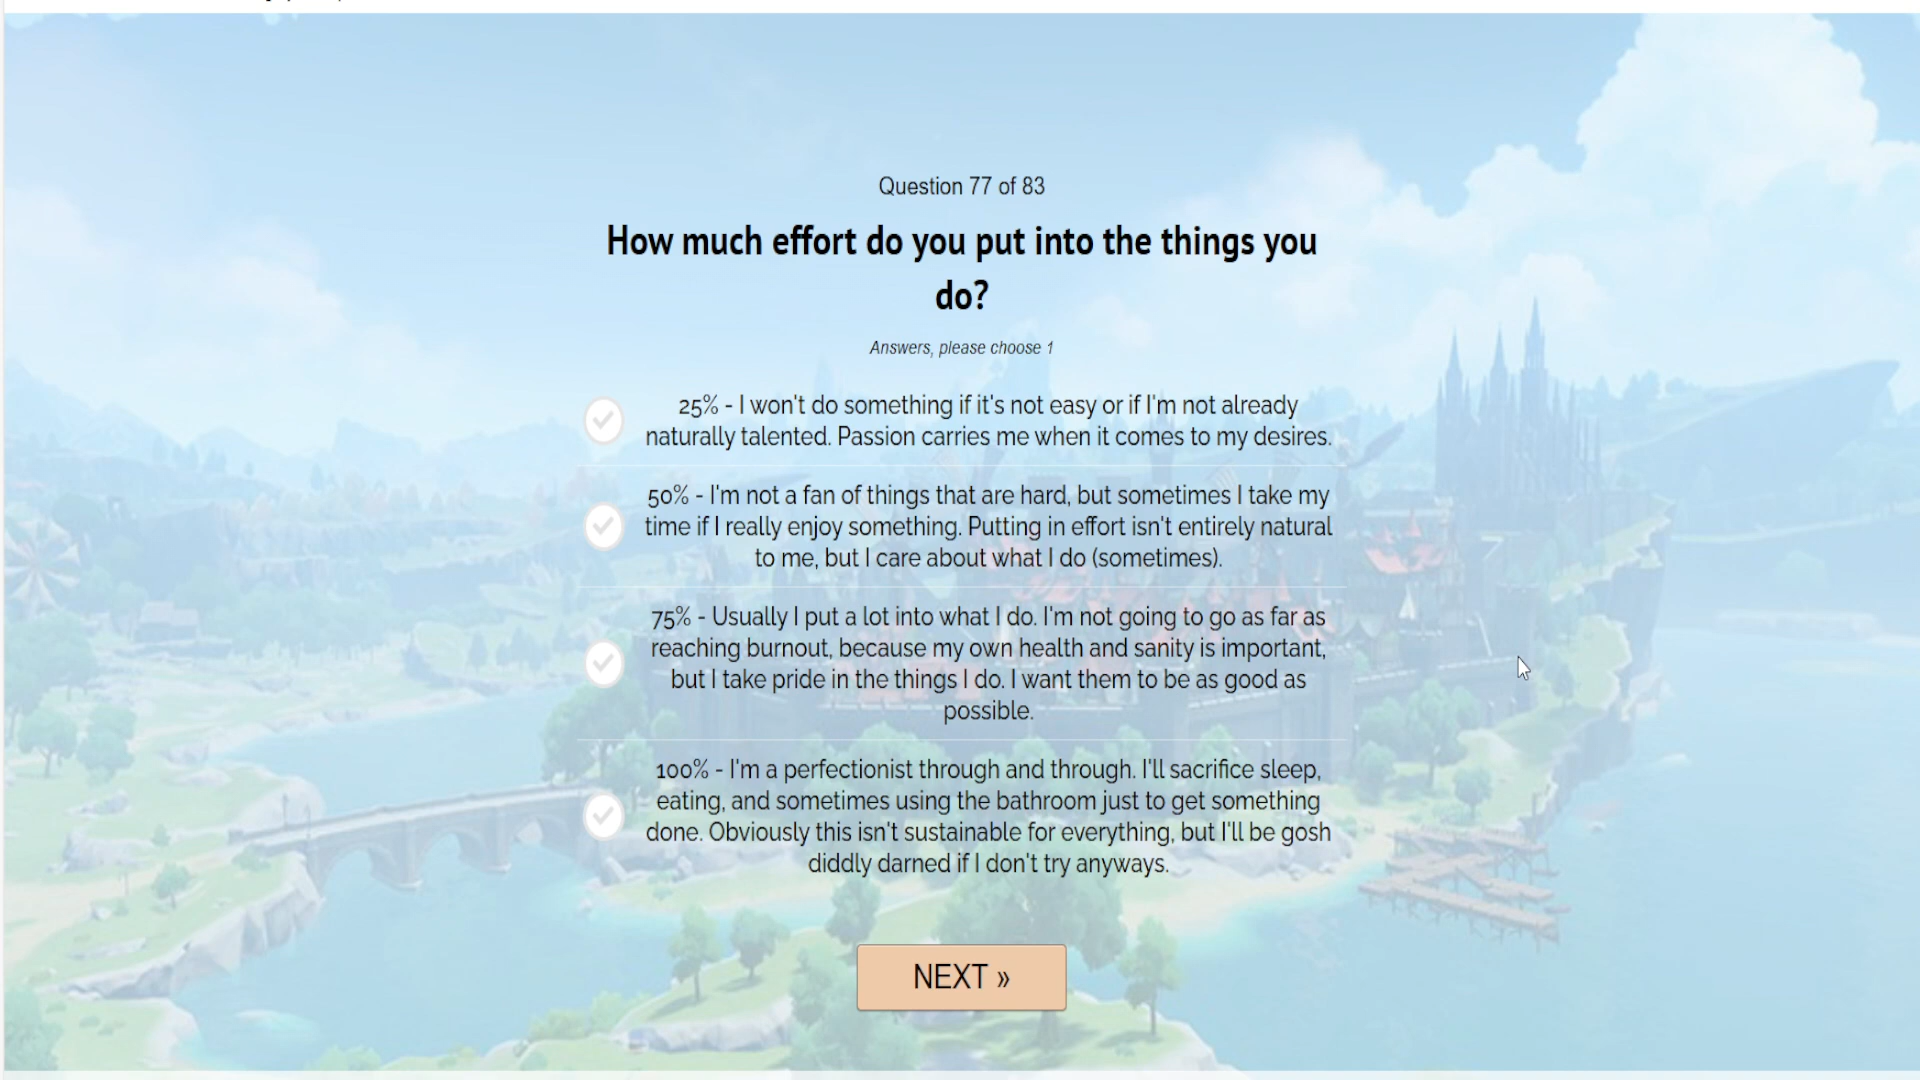 Question 77 of 83
How much effort do you put into the things you
do?
Answers, please choose 1
25% - I won't do something if it's not easy or if I'm not already
naturally talented. Passion carries me when it comes to my desires.
50% - I'm not a fan of things that are hard, but sometimes I take my
time if I really enjoy something. Putting in effort isn't entirely natural
to me, but I care about what I do (sometimes).
75% - Usually I put a lot into what I do. I'm not going to go as far as
reaching burnout, because my own health and sanity is important,
but I take pride in the things I do. I want them to be as good as
possible.
100% - I'm a perfectionist through and through. I'll sacrifice sleep,
eating, and sometimes using the bathroom just to get something
done. Obviously this isn't sustainable for everything, but I'll be gosh
diddly darned if I don't try anyways.
NEXT »